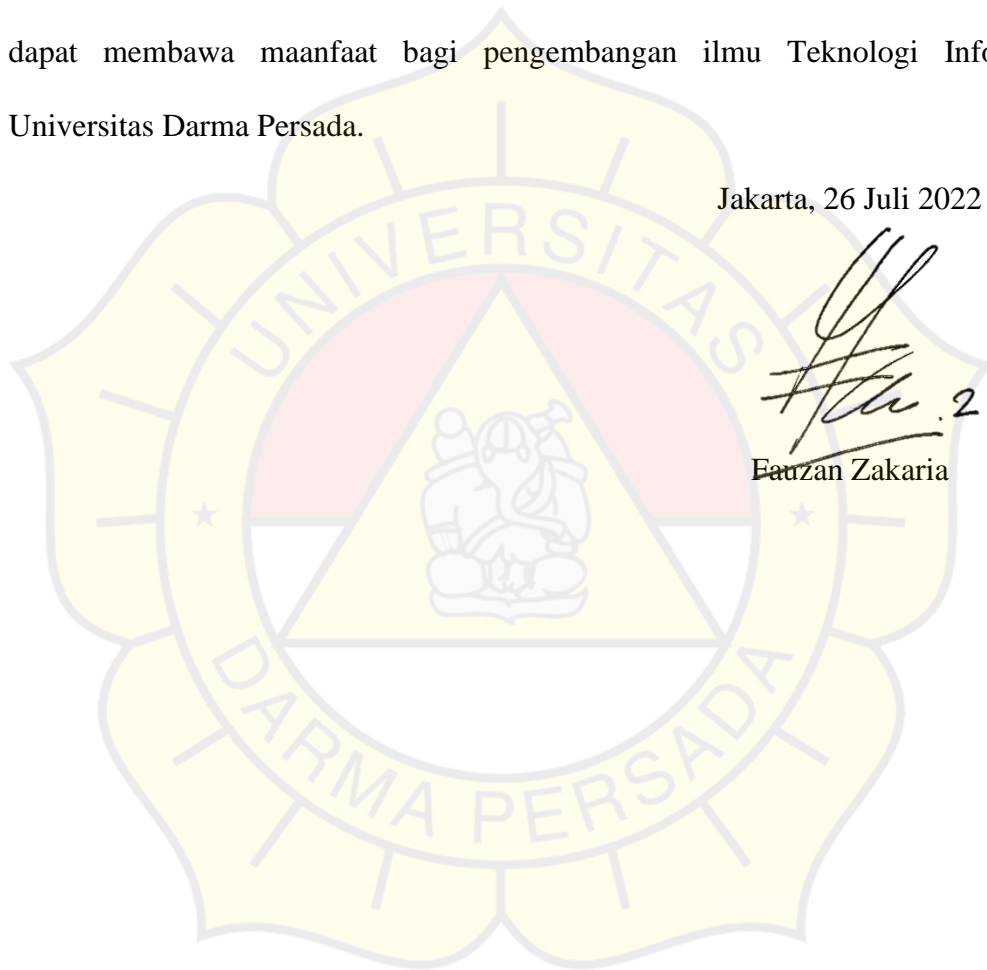 dapat membawa maanfaat bagi pengembangan ilmu Teknologi Info
Universitas Darma Persada.
Jakarta, 26 Juli 2022
Fauzan Zakaria
UNIVERSITAS
DARMA PERSADA